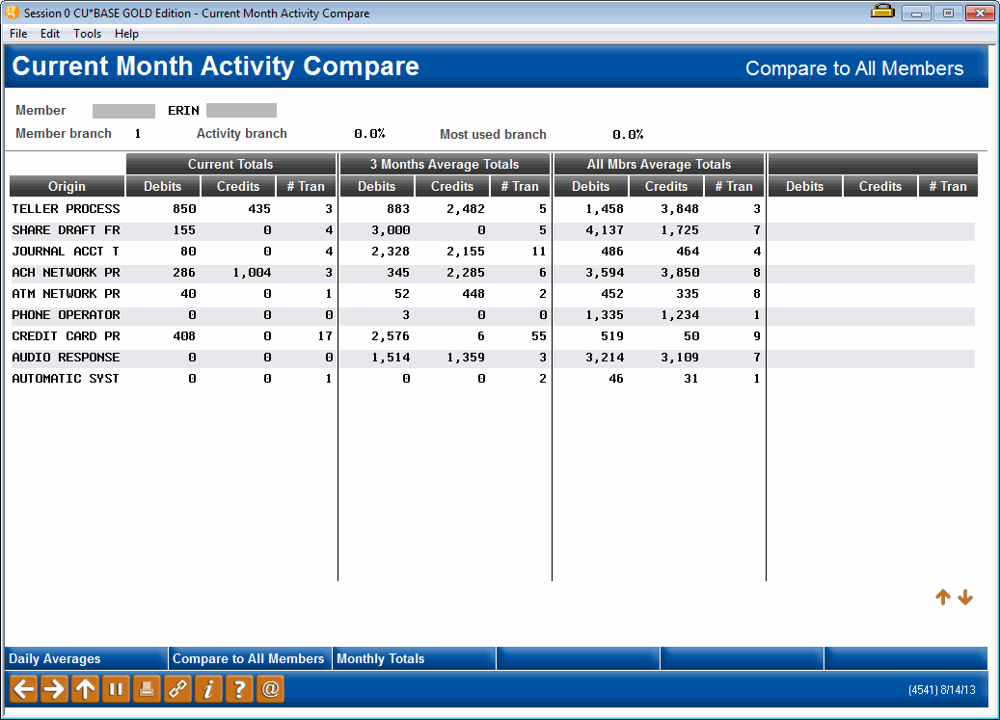 Session 0 CU*BASE GOLD Edition - Current Month Activity Compare
File Edit Tools Help
Current Month Activity Compare Compare to All Members
Member ERIN
Member branch 1 Activity branch 0.0% Most used branch 0.0%
Current Totals 3 Months Average Totals All Mbrs Average Totals
Origin Debits Credits # Tran Debits Credits # Tran Debits Credits # Tran Debits Credits # Tran
TELLER PROCESS 850 435 3 883 2,482 5 1,458 3,848 3
SHARE DRAFT FR 155 0 4 3,000 0 5 4,137 1,725 7
JOURNAL ACCT T 80 0 4 2,328 2,155 11 486 464 4
ACH NETWORK PR 286 1,004 3 345 2,285 6 3,594 3,850 8
ATM NETWORK PR 40 0 1 52 448 2 452 335 8
PHONE OPERATOR 0 0 0 3 0 0 1,335 1,234 1
CREDIT CARD PR 408 0 17 2,576 6 55 519 50 9
AUDIO RESPONSE 0 0 0 1,514 1,359 3 3,214 3,109 7
AUTOMATIC SYST 0 0 1 0 0 2 46 31 1
Daily Averages Compare to All Members Monthly Totals
i ? @ (4541) 8/14/13